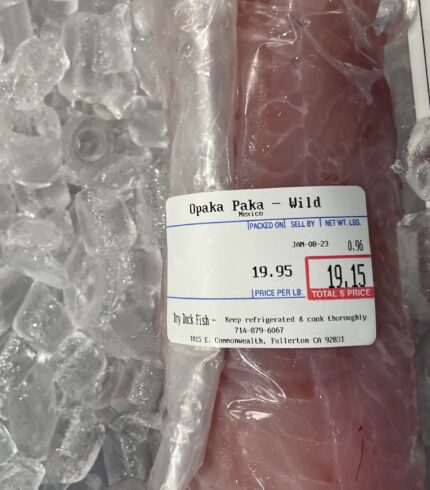 Opaka Paka - Wild
Mexico
PACKED ON SELL BY NET WT. LBS.
JAN-08-23 0.96
19.95 19.15
PRICE PER LB. TOTAL $ PRICE
Dry Dock Fish - Keep refrigerated & cook thoroughly
714-879-6067
1015 E. Commonwealth, Fullerton CA 92831